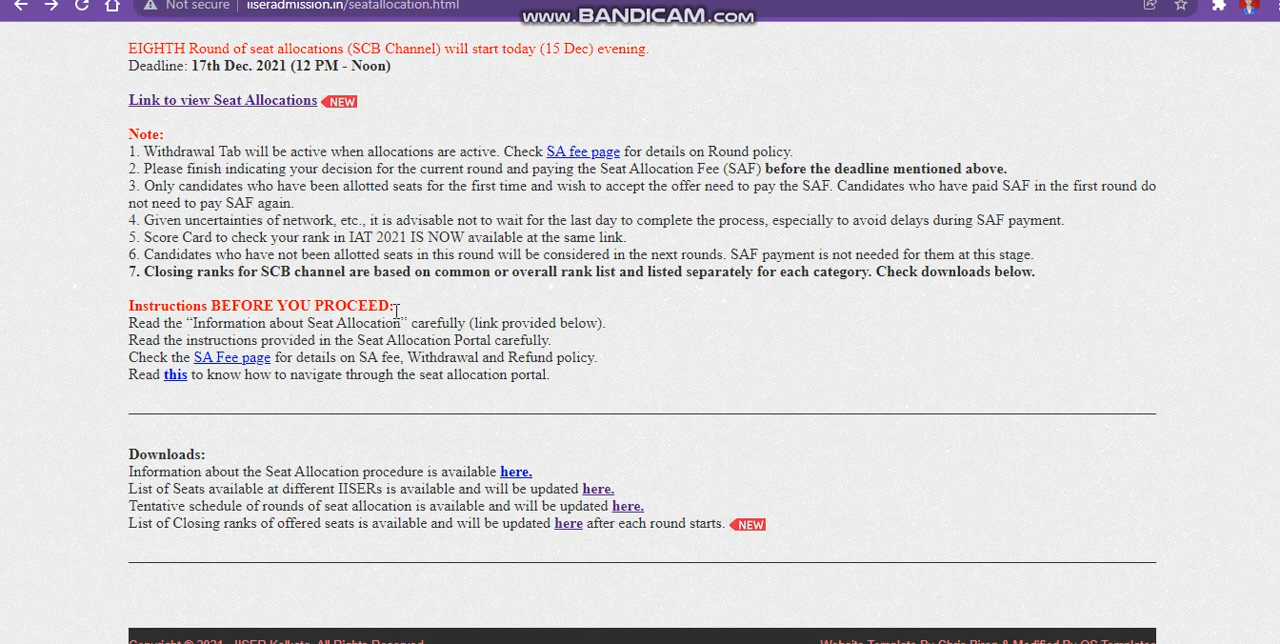 Not secure | iiseradmission.in/seatallocation.html
www.BANDICAM.com
EIGHTH Round of seat allocations (SCB Channel) will start today (15 Dec) evening.
Deadline: 17th Dec. 2021 (12 PM - Noon)
Link to view Seat Allocations NEW
Note:
1. Withdrawal Tab will be active when allocations are active. Check SA fee page for details on Round policy.
2. Please finish indicating your decision for the current round and paying the Seat Allocation Fee (SAF) before the deadline mentioned above.
3. Only candidates who have been allotted seats for the first time and wish to accept the offer need to pay the SAF. Candidates who have paid SAF in the first round do
not need to pay SAF again.
4. Given uncertainties of network, etc., it is advisable not to wait for the last day to complete the process, especially to avoid delays during SAF payment.
5. Score Card to check your rank in IAT 2021 IS NOW available at the same link.
6. Candidates who have not been allotted seats in this round will be considered in the next rounds. SAF payment is not needed for them at this stage.
7. Closing ranks for SCB channel are based on common or overall rank list and listed separately for each category. Check downloads below.
Instructions BEFORE YOU PROCEED:
Read the “Information about Seat Allocation” carefully (link provided below).
Read the instructions provided in the Seat Allocation Portal carefully.
Check the SA Fee page for details on SA fee, Withdrawal and Refund policy.
Read this to know how to navigate through the seat allocation portal.
Downloads:
Information about the Seat Allocation procedure is available here.
List of Seats available at different IISERs is available and will be updated here.
Tentative schedule of rounds of seat allocation is available and will be updated here.
List of Closing ranks of offered seats is available and will be updated here after each round starts. NEW
Copyright © 2021 - IISER Kolkata. All Rights Reserved
Website Template By Chris Biron & Modified By OS Templates